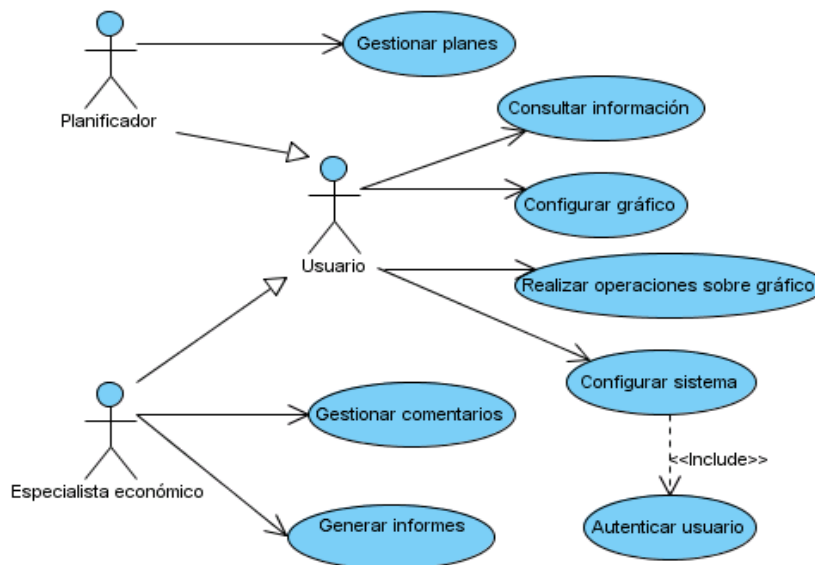 Gestionar planes
Planificador
Consultar información
Configurar gráfico
Usuario
Realizar operaciones sobre gráfico
Configurar sistema
Gestionar comentarios
<<Include>>
Especialista económico
Generar informes
Autenticar usuario